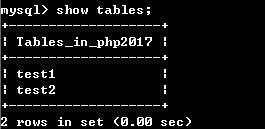 mysql> show tables;
+------------------+
¦ Tables_in_php2017 ¦
+------------------+
¦ test1 ¦
¦ test2 ¦
+------------------+
2 rows in set (0.00 sec)